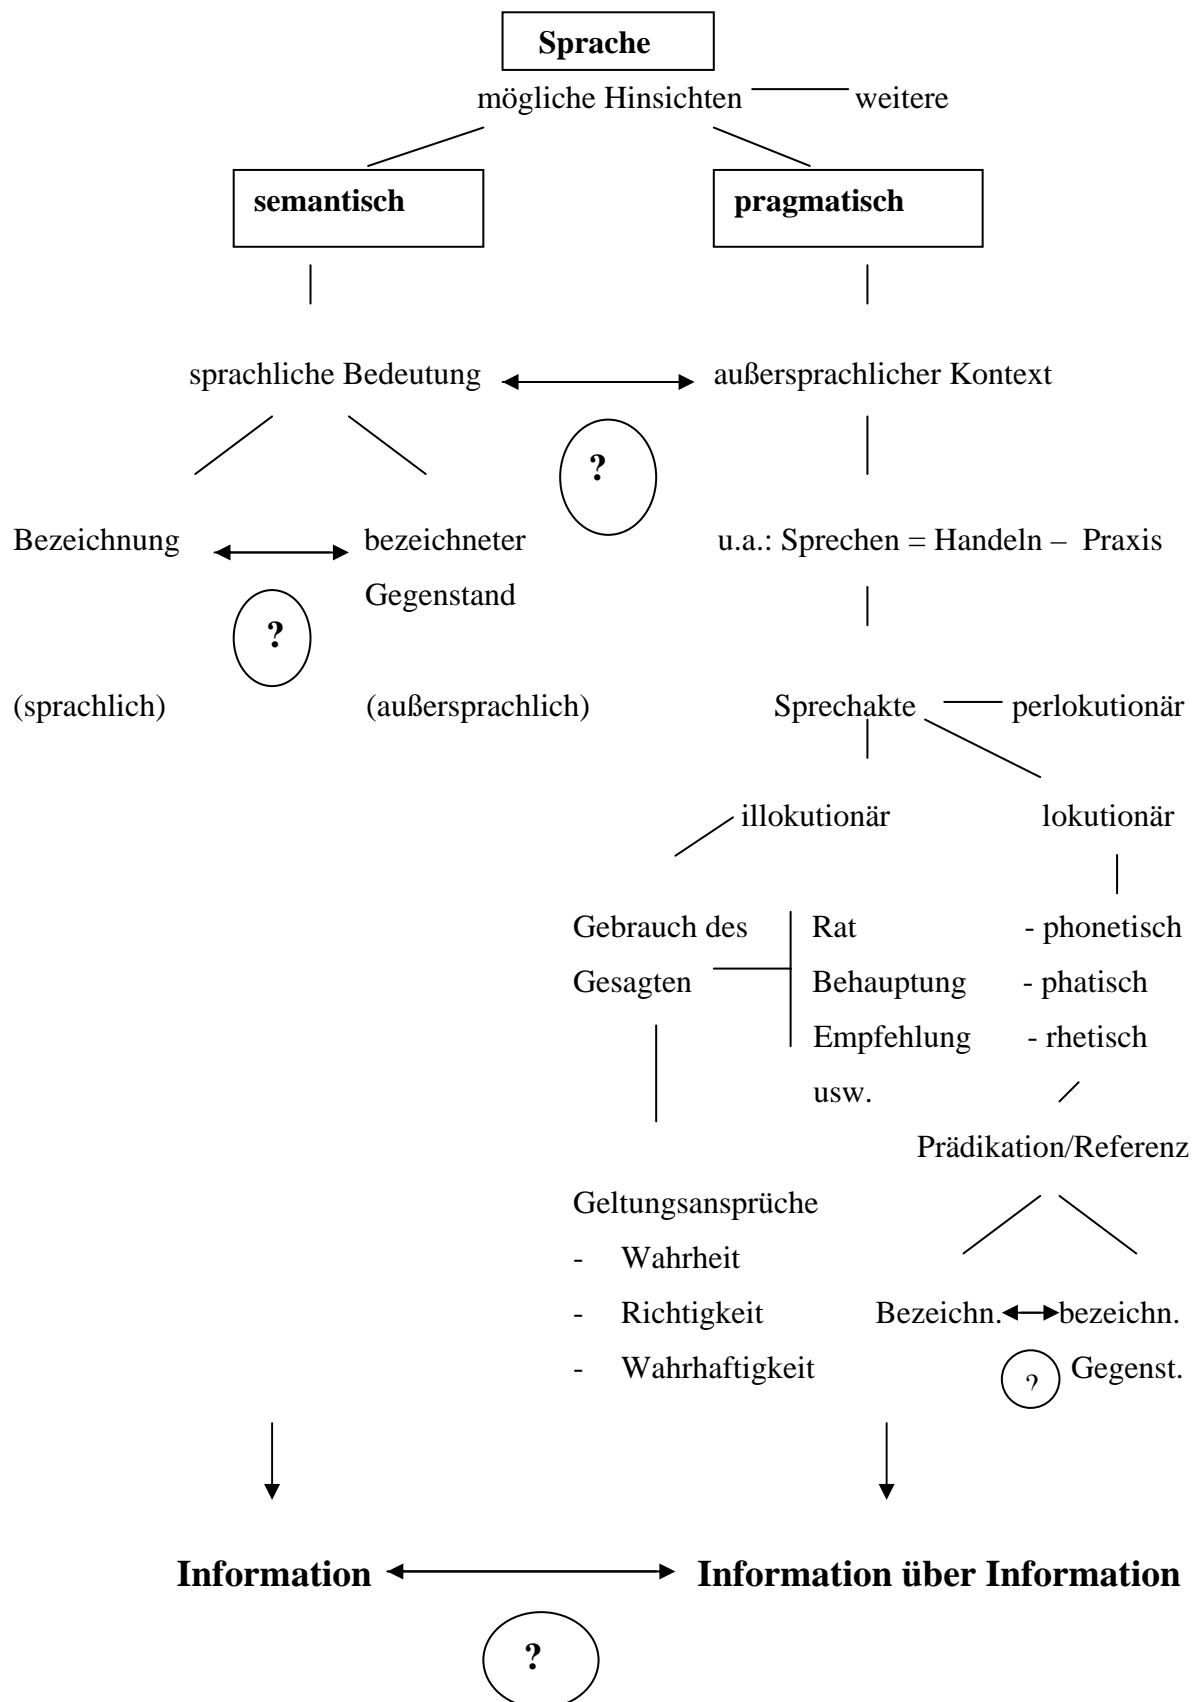 Sprache
mögliche Hinsichten weitere
semantisch pragmatisch
sprachliche Bedeutung außersprachlicher Kontext
?
Bezeichnung bezeichneter u.a.: Sprechen = Handeln – Praxis
Gegenstand
?
(sprachlich) (außersprachlich) Sprechakte perlokutionär
illokutionär lokutionär
Gebrauch des Rat - phonetisch
Gesagten Behauptung - phatisch
Empfehlung - rhetisch
usw.
Prädikation/Referenz
Geltungsansprüche
- Wahrheit
- Richtigkeit Bezeichn. bezeichn.
- Wahrhaftigkeit ? Gegenst.
Information Information über Information
?